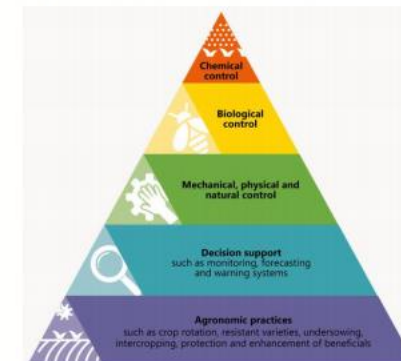 Chemical
control
Biological
control
Mechanical, physical and
natural control
Decision support
such as monitoring, forecasting
and warning systems
Agronomic practices
such as crop rotation, resistant varieties, undersowing,
intercropping, protection and enhancement of beneficials